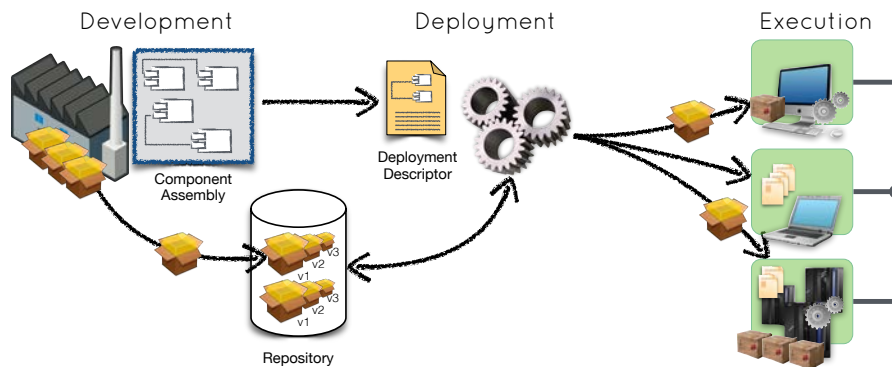 Development
Deployment
Execution
Component
Assembly
Deployment
Descriptor
v3
v2
v1
v3
v2
v1
Repository